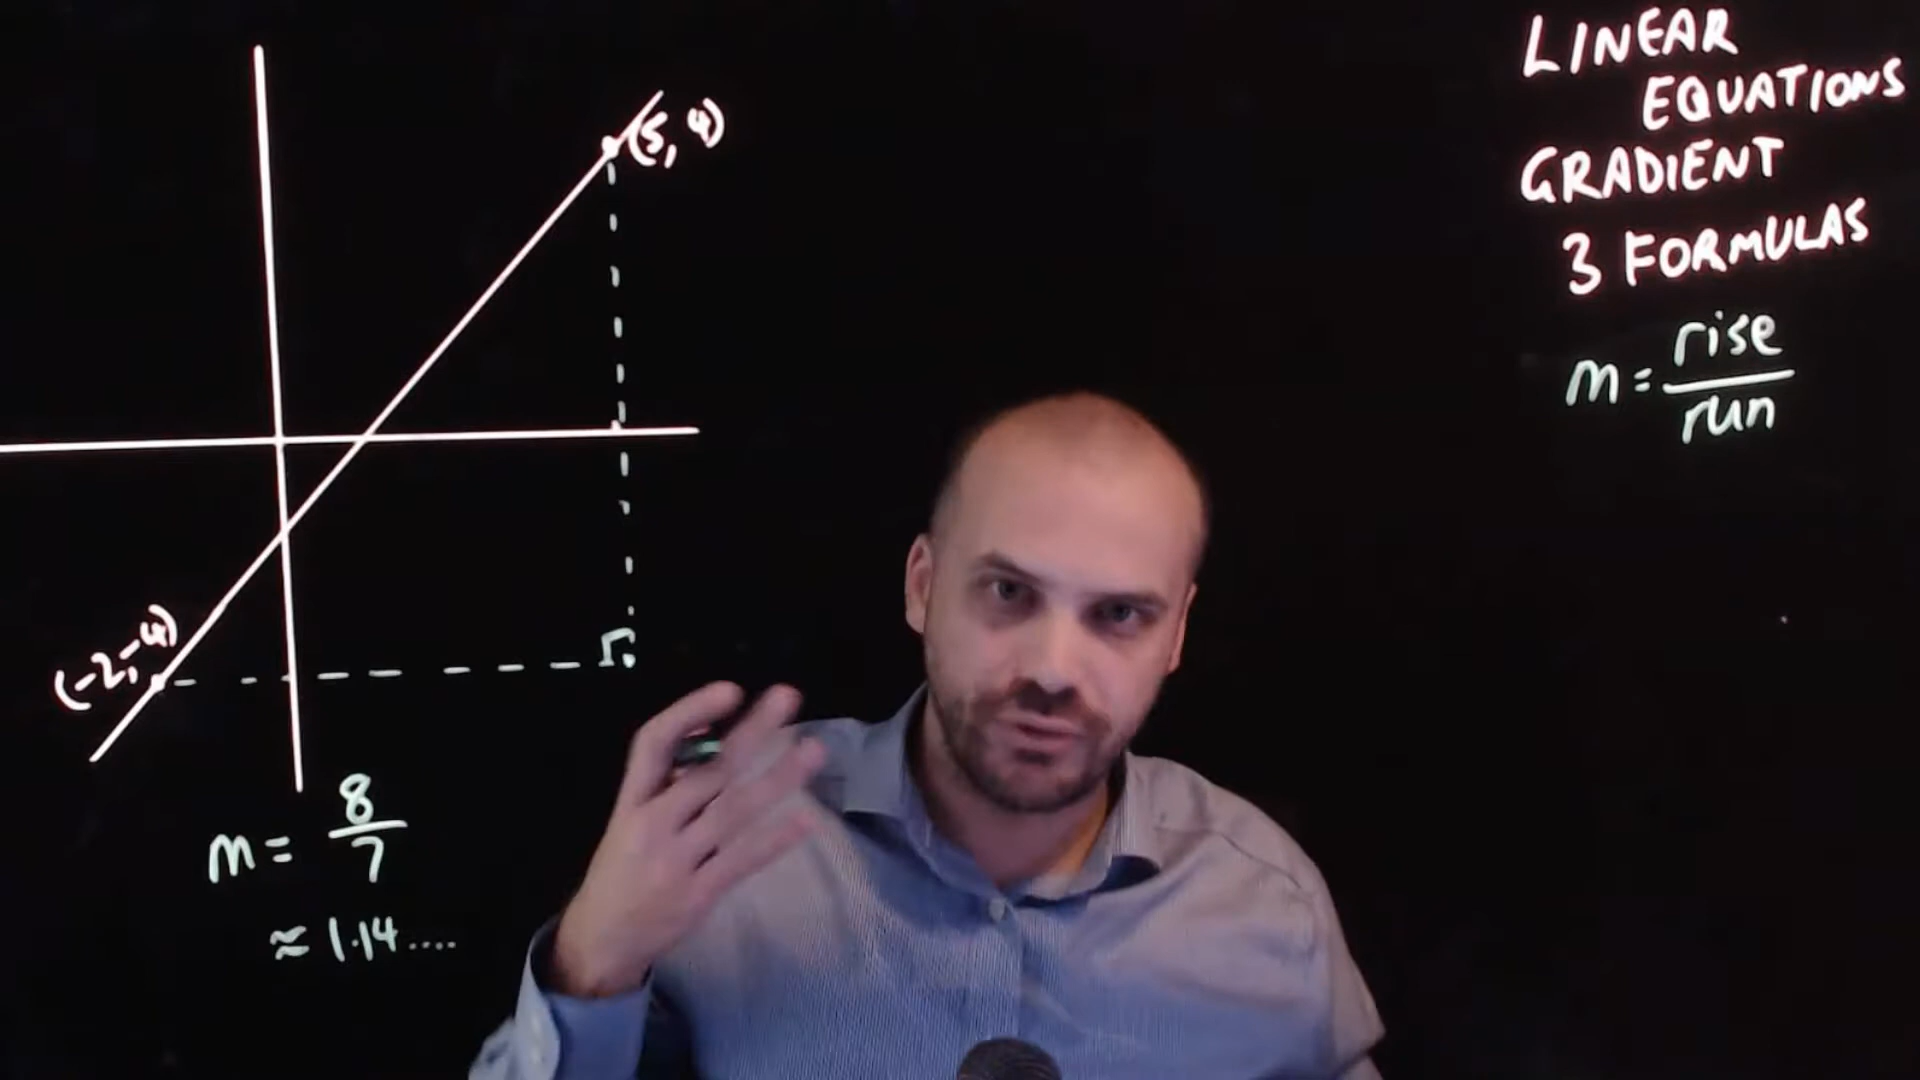 LINEAR
EQUATIONS
GRADIENT
3 FORMULAS
m = rise
run
(5, 4)
(-2, -4)
m = 8
7
≈ 1.14....